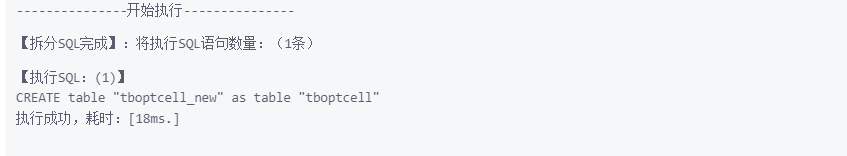 ---------------开始执行---------------
【拆分SQL完成】：将执行SQL语句数量：（1条）
【执行SQL：(1)】
CREATE table "tboptcell_new" as table "tboptcell"
执行成功，耗时：[18ms.]